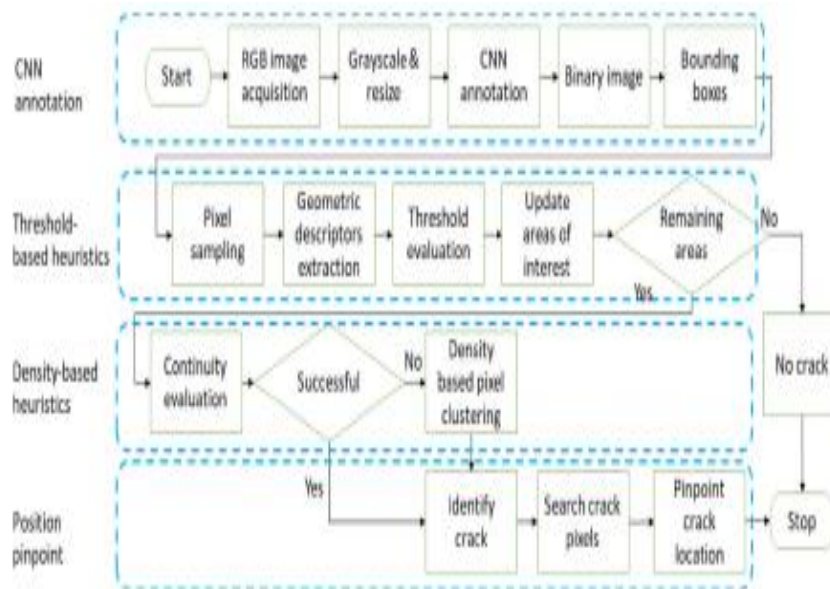 CNN
annotation
Start
RGB image
acquisition
Grayscale &
resize
CNN
annotation
Binary image
Bounding
boxes
Threshold-
based heuristics
Pixel
sampling
Geometric
descriptors
extraction
Threshold
evaluation
Update
areas of
interest
Remaining
areas
No
Yes
Density-based
heuristics
Continuity
evaluation
Successful
No
Density
based pixel
clustering
No crack
Yes
Position
pinpoint
Identify
crack
Search crack
pixels
Pinpoint
crack
location
Stop